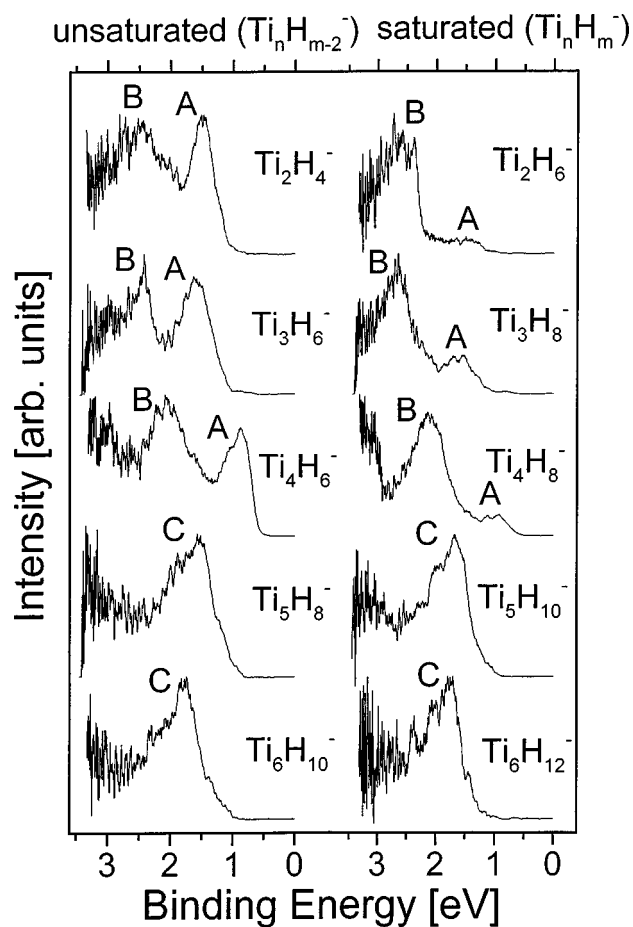 unsaturated (TiₙHₘ₋₂⁻) saturated (TiₙHₘ⁻)
B A Ti₂H₄⁻
B A Ti₂H₆⁻
B A Ti₃H₆⁻
B A Ti₃H₈⁻
B A Ti₄H₆⁻
B A Ti₄H₈⁻
C Ti₅H₈⁻
C Ti₅H₁₀⁻
C Ti₆H₁₀⁻
C Ti₆H₁₂⁻
Intensity [arb. units]
3 2 1 0 3 2 1 0
Binding Energy [eV]